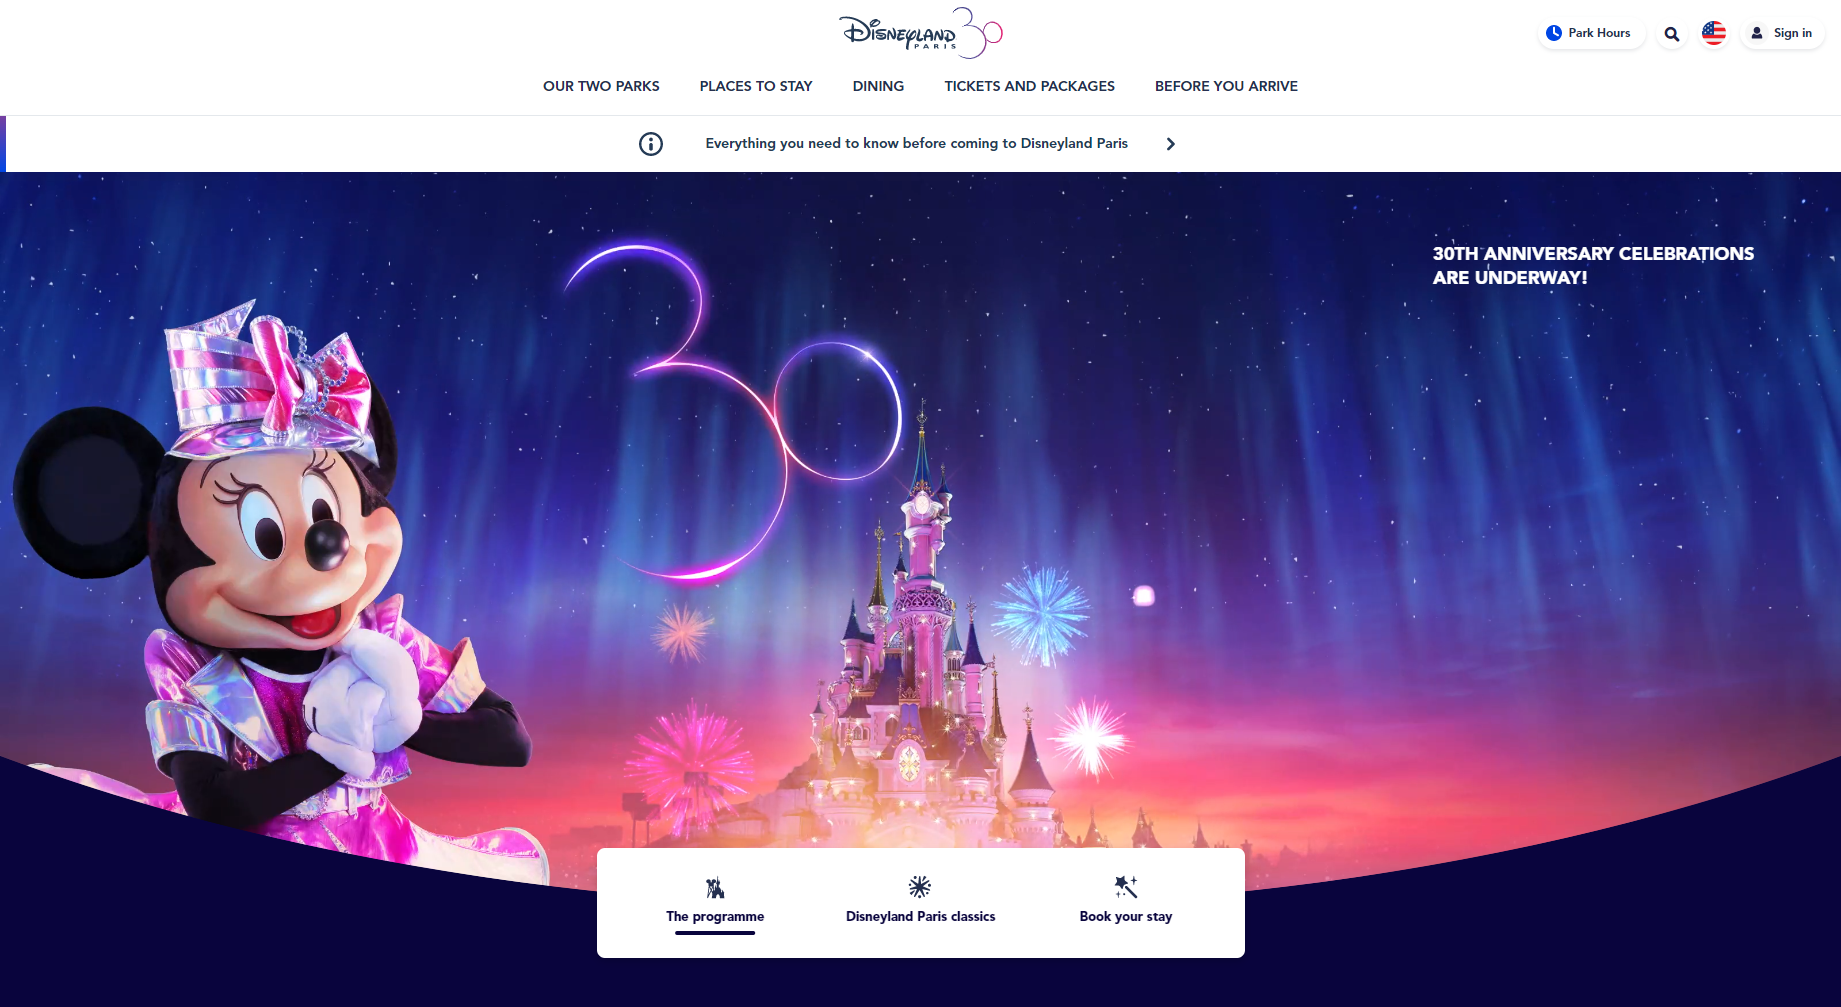 DISNEYLAND
PARIS
30
Park Hours
Sign in
OUR TWO PARKS
PLACES TO STAY
DINING
TICKETS AND PACKAGES
BEFORE YOU ARRIVE
Everything you need to know before coming to Disneyland Paris
30
30TH ANNIVERSARY CELEBRATIONS
ARE UNDERWAY!
The programme
Disneyland Paris classics
Book your stay